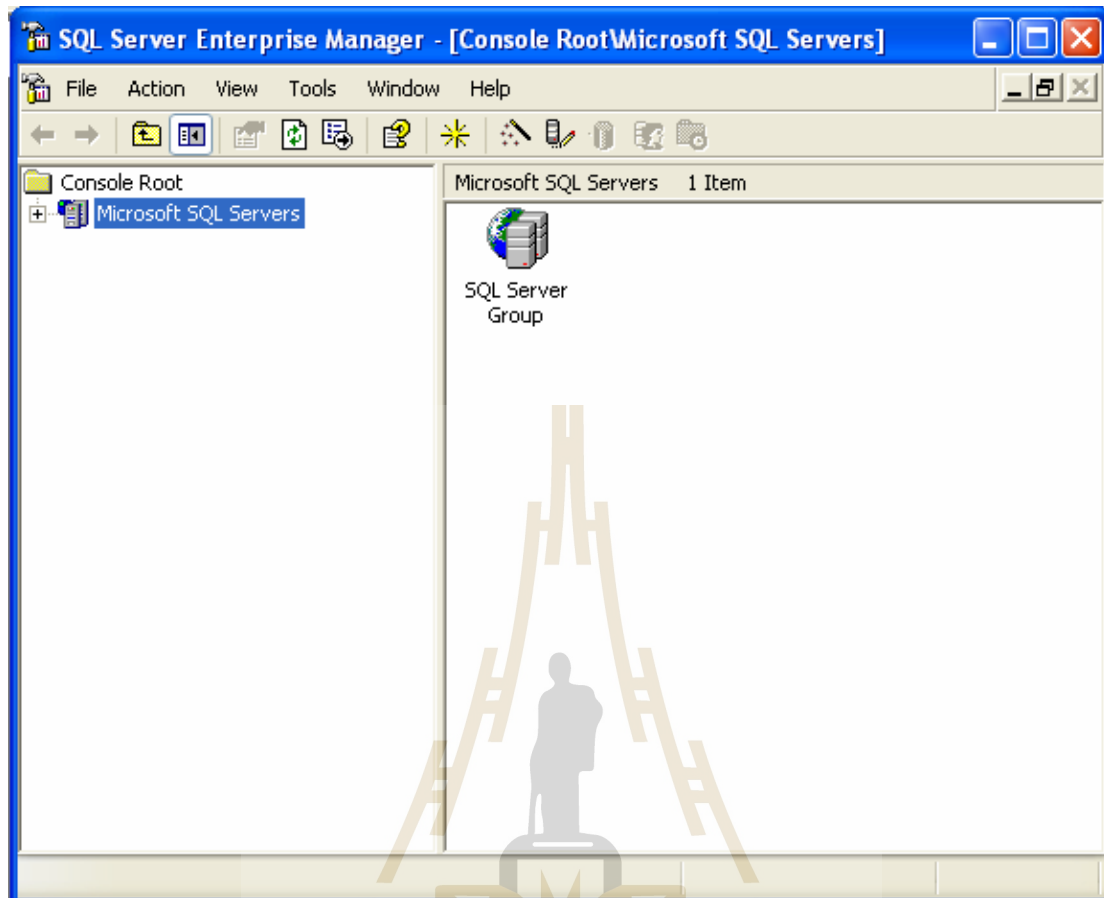 SQL Server Enterprise Manager - [Console Root\Microsoft SQL Servers]
File Action View Tools Window Help
Console Root
Microsoft SQL Servers
Microsoft SQL Servers 1 Item
SQL Server
Group